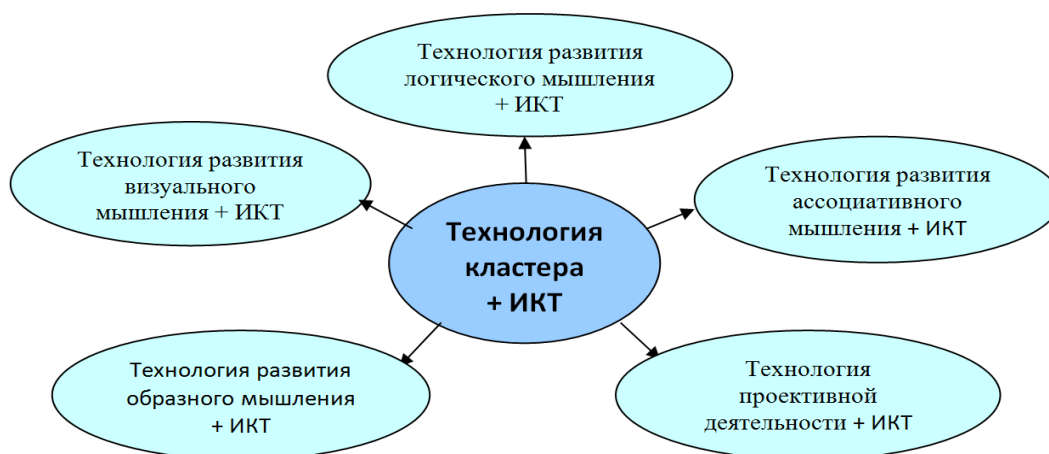 Технология развития
логического мышления
+ ИКТ
Технология развития
визуального
мышления + ИКТ
Технология развития
ассоциативного
мышления + ИКТ
Технология
кластера
+ ИКТ
Технология развития
образного мышления
+ ИКТ
Технология
проективной
деятельности + ИКТ